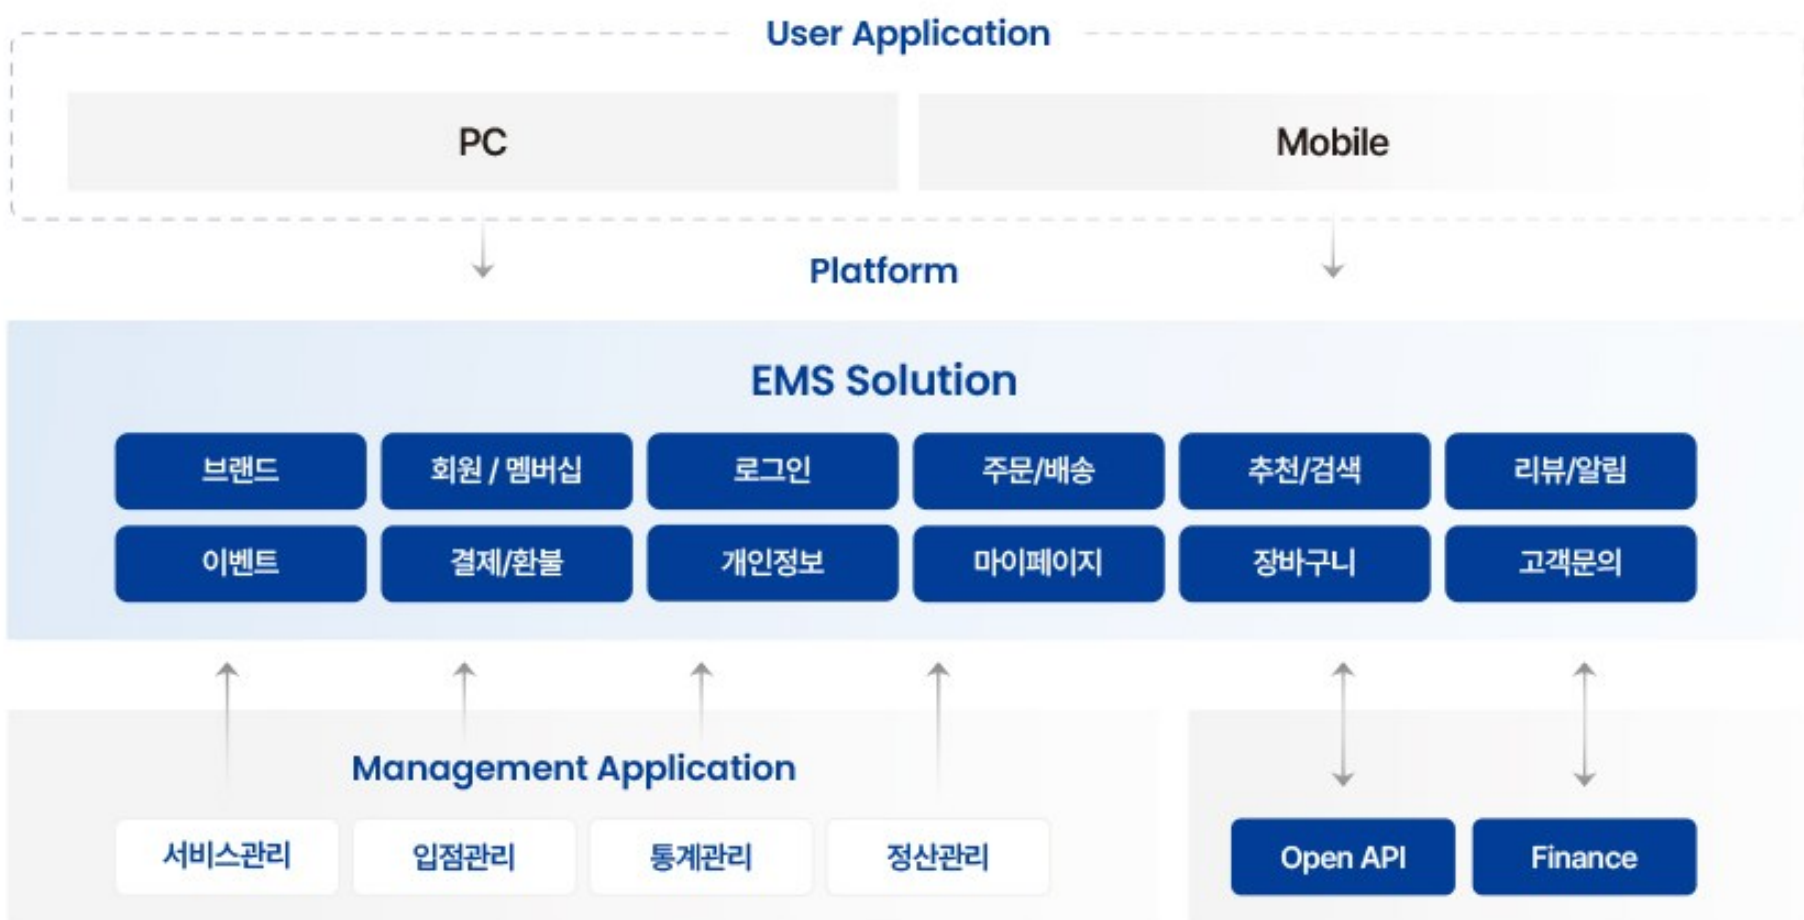 User Application
PC
Mobile
Platform
EMS Solution
브랜드
회원 / 멤버십
로그인
주문/배송
추천/검색
리뷰/알림
이벤트
결제/환불
개인정보
마이페이지
장바구니
고객문의
Management Application
서비스관리
입점관리
통계관리
정산관리
Open API
Finance